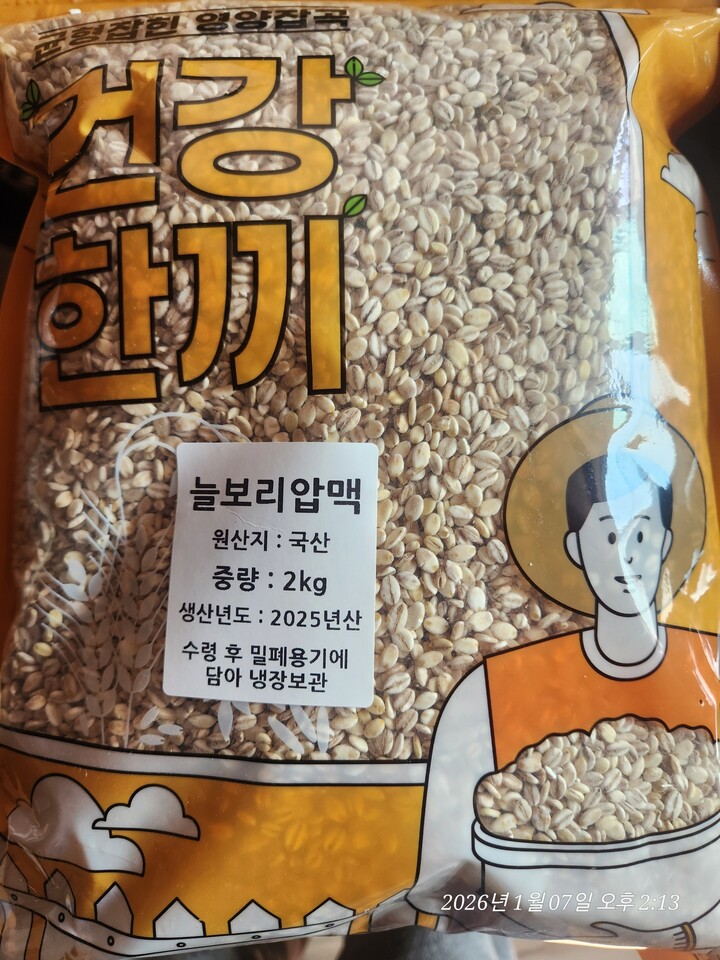 균형잡힌 영양잡곡
건강
한끼
늘보리압맥
원산지 : 국산
중량 : 2kg
생산년도 : 2025년산
수령 후 밀폐용기에
담아 냉장보관
2026년 1월 07일 오후 2:13